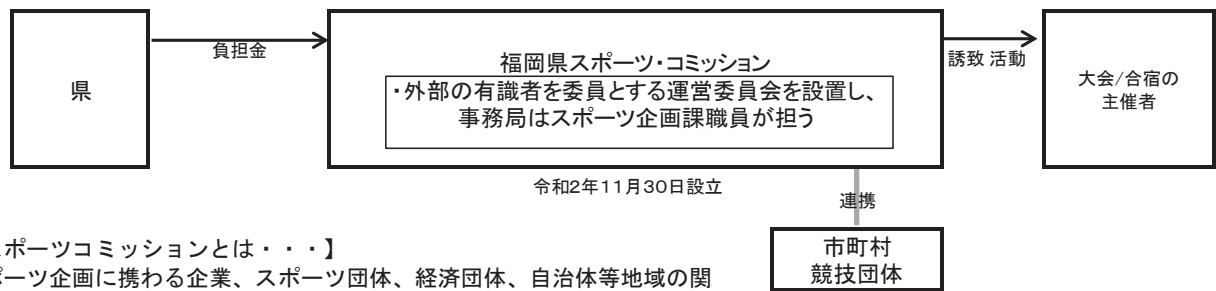 県
負担金
福岡県スポーツ・コミッション
・外部の有識者を委員とする運営委員会を設置し、
事務局はスポーツ企画課職員が担う
誘致 活動
大会/合宿の
主催者
令和2年11月30日設立
連携
市町村
競技団体
ポーツコミッションとは・・・】
ポーツ企画に携わる企業、スポーツ団体、経済団体、自治体等地域の関